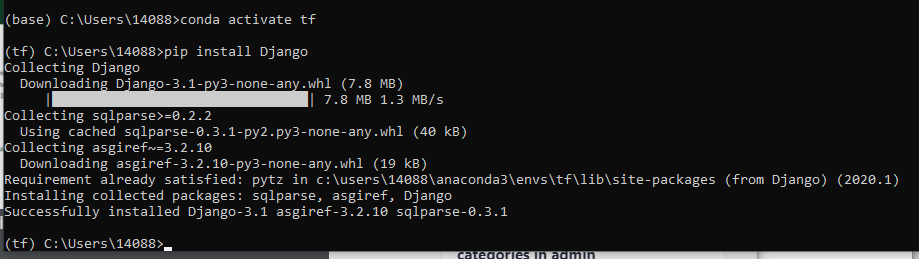 (base) C:\Users\14088>conda activate tf
(tf) C:\Users\14088>pip install Django
Collecting Django
Downloading Django-3.1-py3-none-any.whl (7.8 MB)
| | 7.8 MB 1.3 MB/s
Collecting sqlparse>=0.2.2
Using cached sqlparse-0.3.1-py2.py3-none-any.whl (40 kB)
Collecting asgiref~=3.2.10
Downloading asgiref-3.2.10-py3-none-any.whl (19 kB)
Requirement already satisfied: pytz in c:\users\14088\anaconda3\envs\tf\lib\site-packages (from Django) (2020.1)
Installing collected packages: sqlparse, asgiref, Django
Successfully installed Django-3.1 asgiref-3.2.10 sqlparse-0.3.1
(tf) C:\Users\14088>
categories in admin